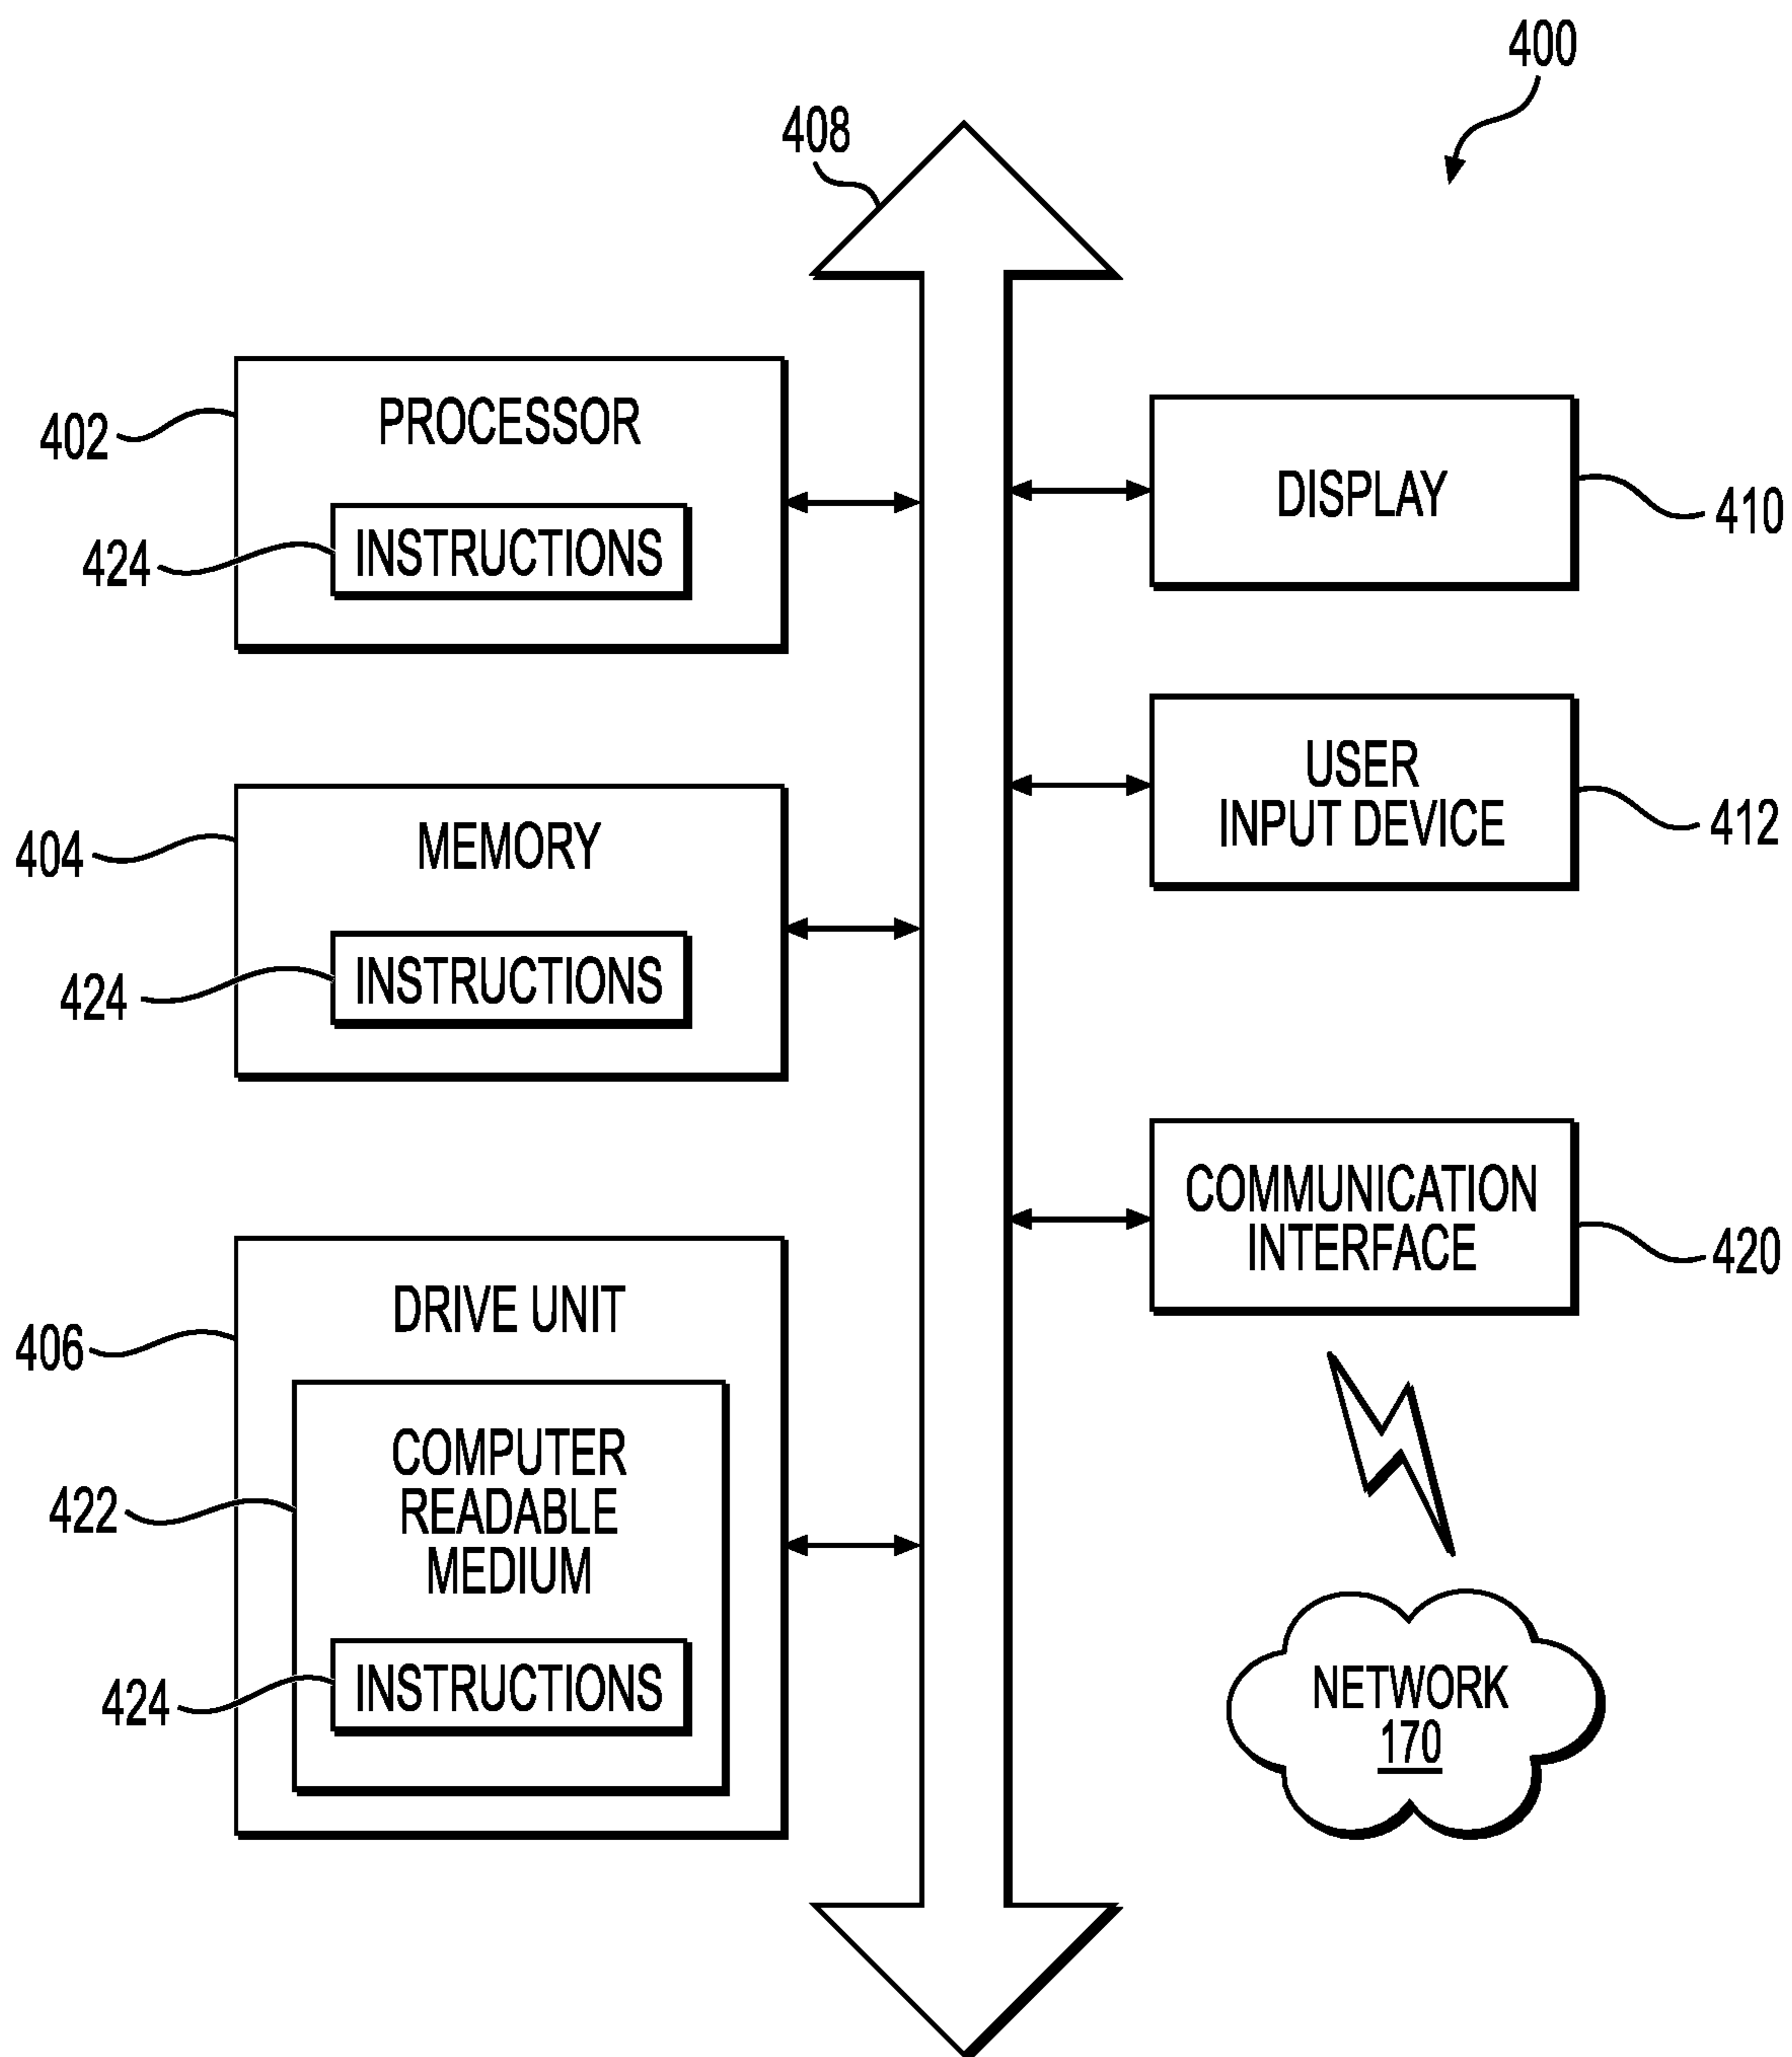 400
408
PROCESSOR
402
INSTRUCTIONS
424
MEMORY
404
INSTRUCTIONS
424
DRIVE UNIT
406
COMPUTER
READABLE
MEDIUM
422
INSTRUCTIONS
424
DISPLAY
410
USER
INPUT DEVICE
412
COMMUNICATION
INTERFACE
420
NETWORK
170